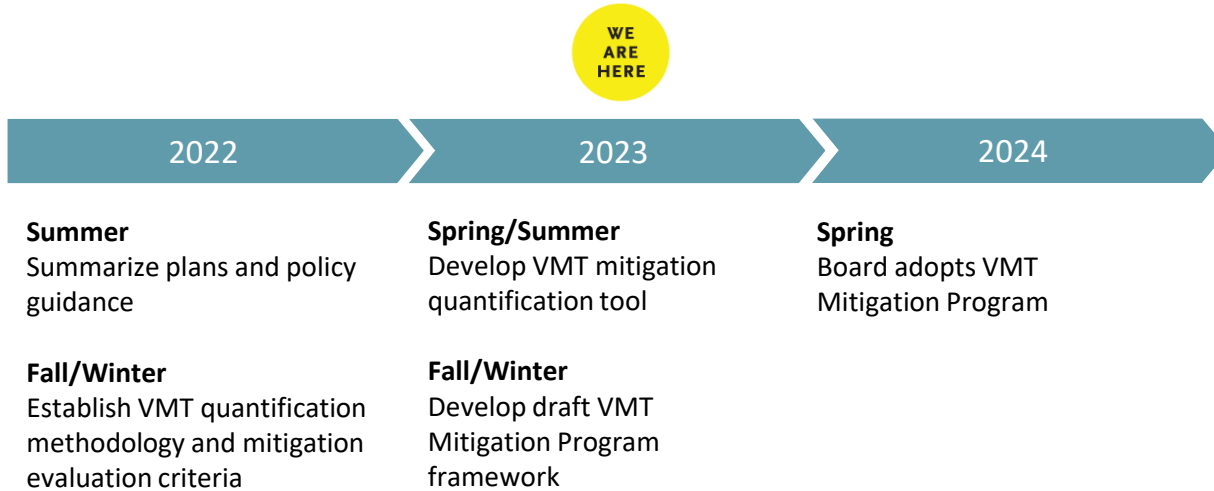 WE
ARE
HERE
2022
2023
2024
Summer
Summarize plans and policy
guidance
Fall/Winter
Establish VMT quantification
methodology and mitigation
evaluation criteria
Spring/Summer
Develop VMT mitigation
quantification tool
Fall/Winter
Develop draft VMT
Mitigation Program
framework
Spring
Board adopts VMT
Mitigation Program